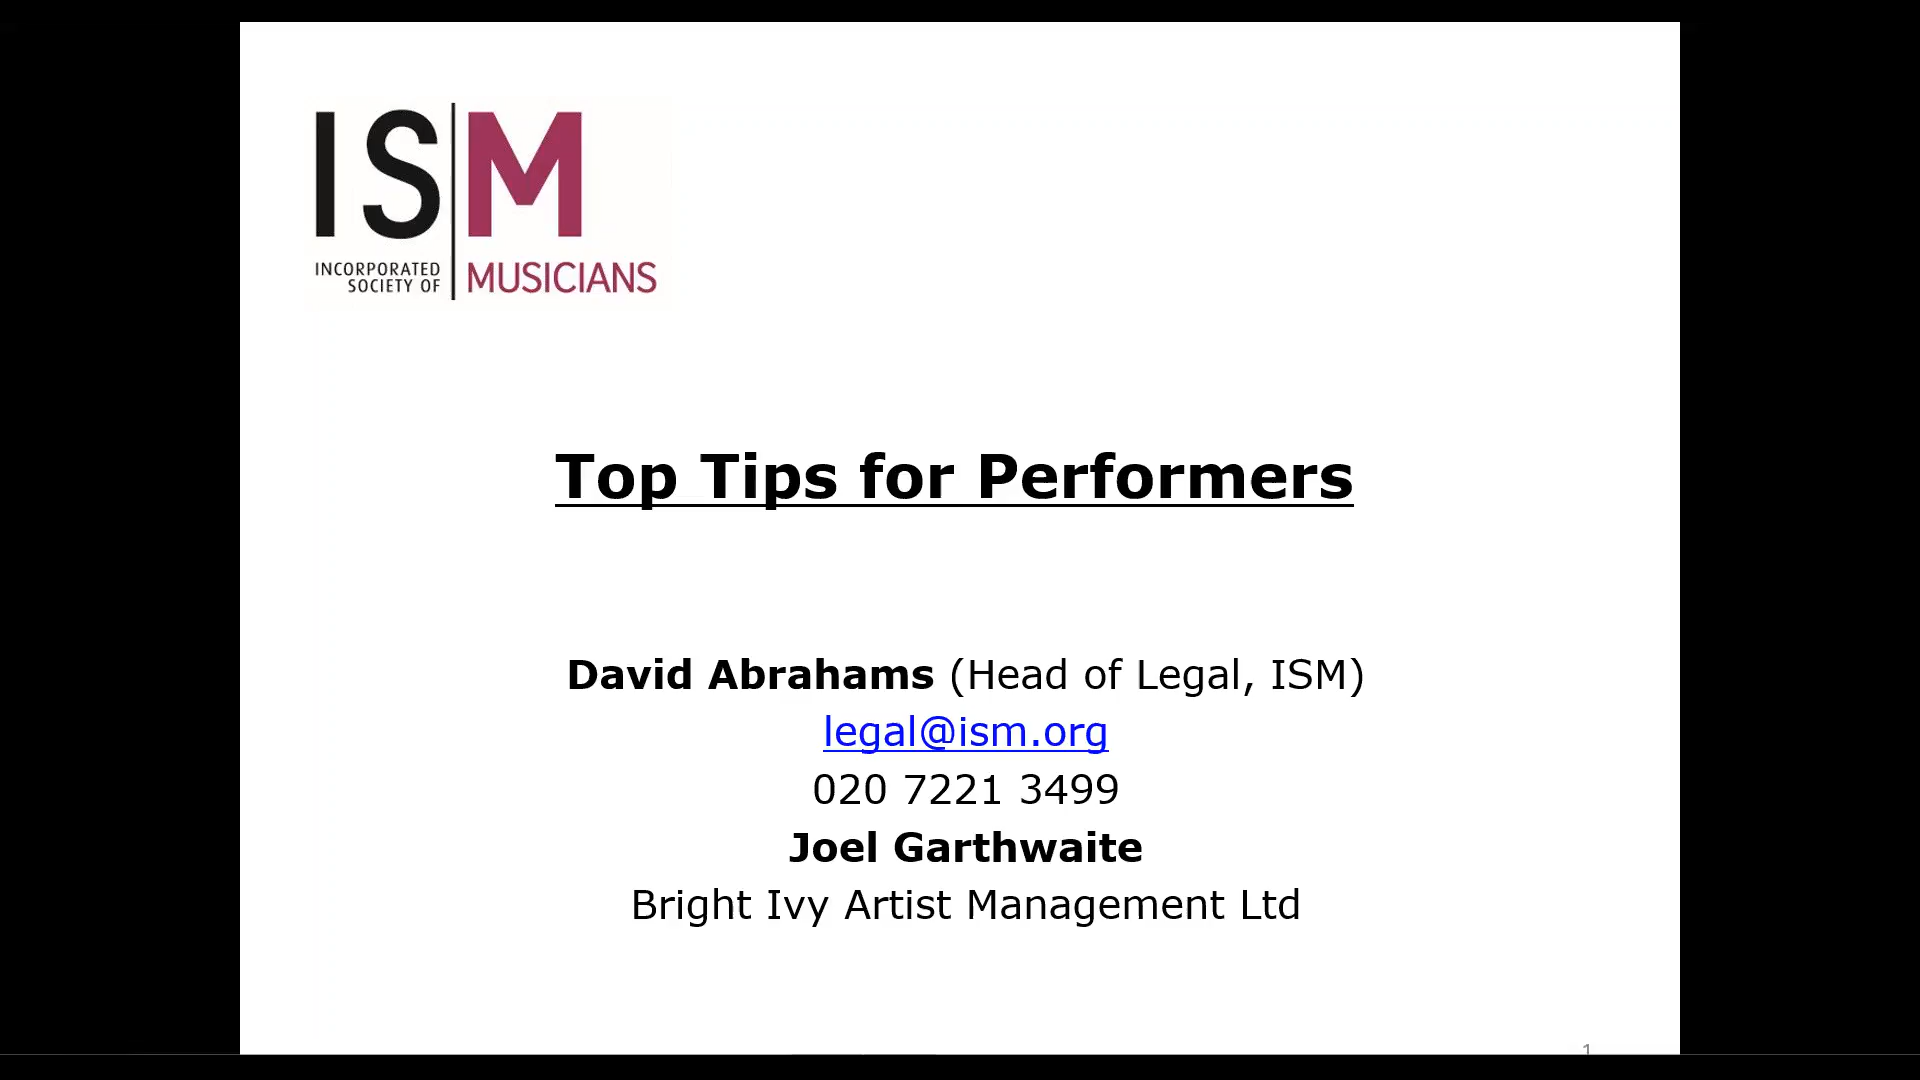 ISM
INCORPORATED
SOCIETY OF
MUSICIANS
Top Tips for Performers
David Abrahams (Head of Legal, ISM)
legal@ism.org
020 7221 3499
Joel Garthwaite
Bright Ivy Artist Management Ltd
1